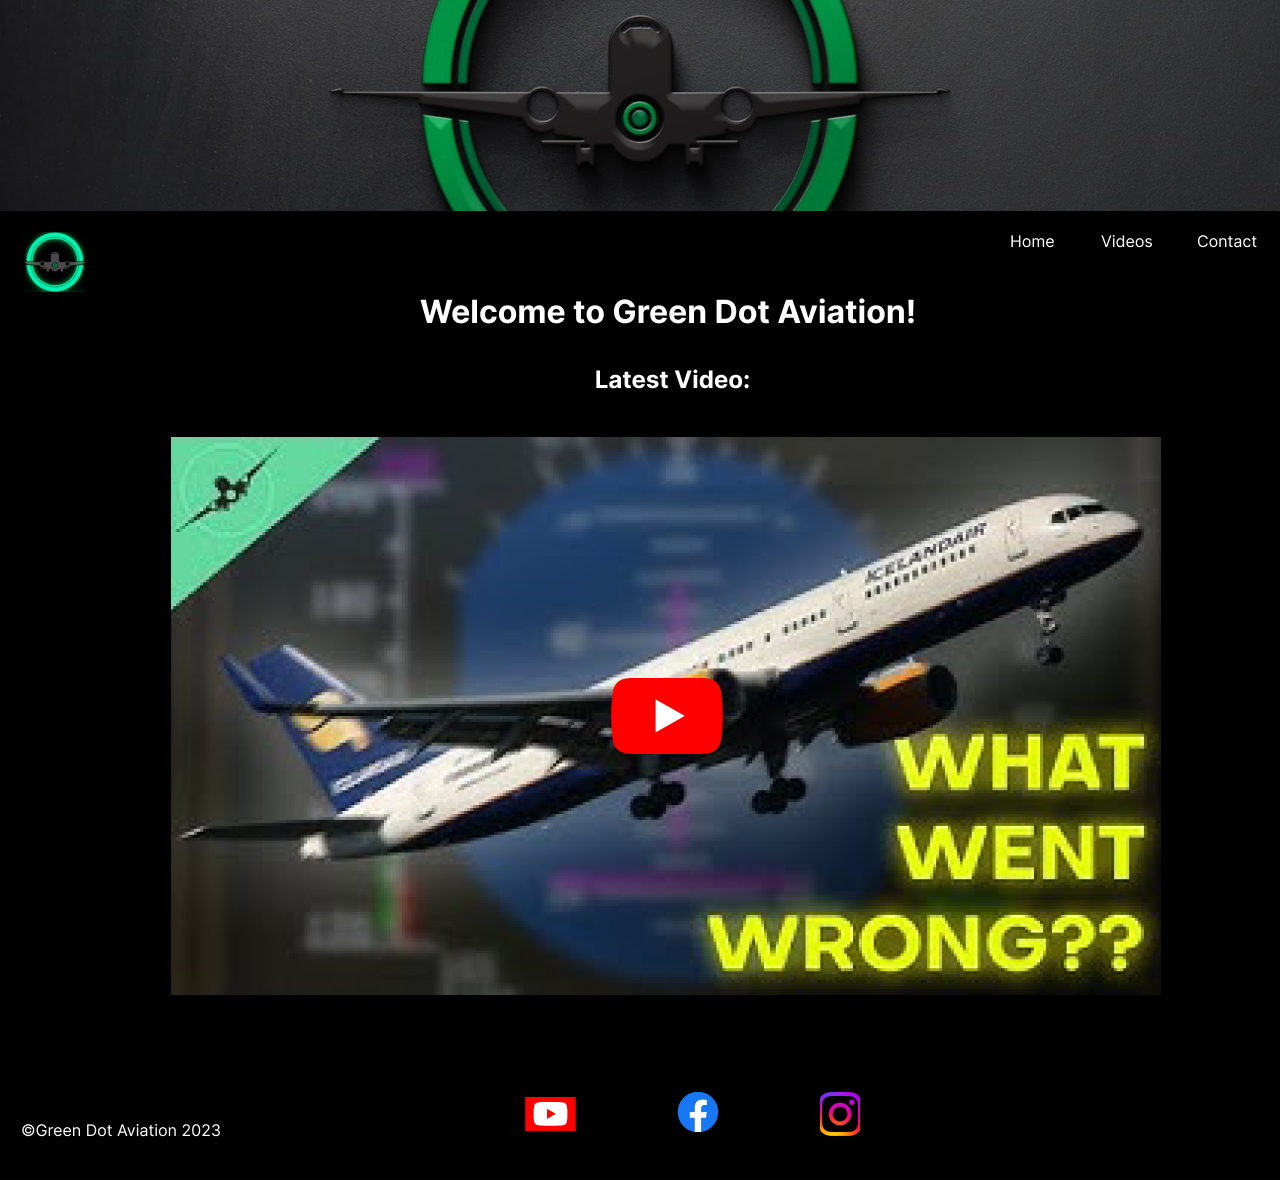 Home Videos Contact
Welcome to Green Dot Aviation!
Latest Video:
ICELANDAIR
WHAT
WENT
WRONG??
©Green Dot Aviation 2023